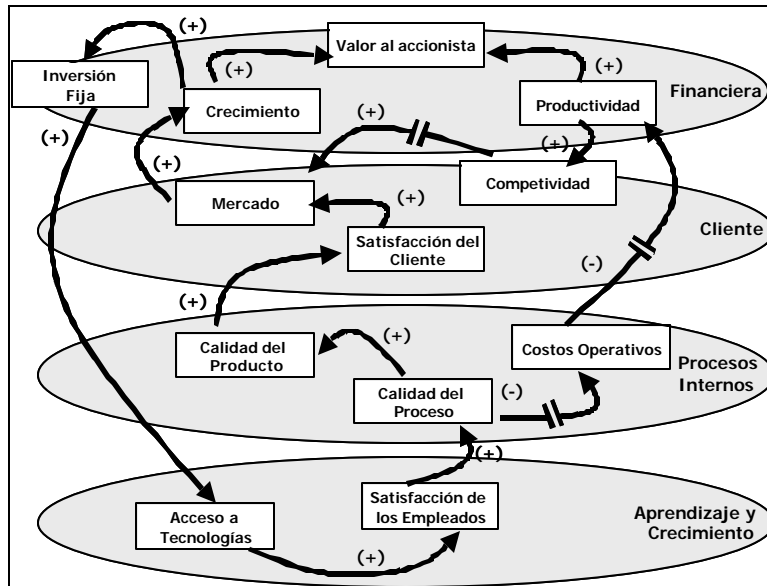 (+)
Valor al accionista
Inversión
Fija
(+)
(+)
Crecimiento
Productividad
Financiera
(+)
(+)
(+)
(+)
Competividad
Mercado
(+)
Satisfacción del
Cliente
Cliente
(-)
(+)
Calidad del
Producto
(+)
Costos Operativos
Procesos
Internos
Calidad del
Proceso
(-)
(+)
Acceso a
Tecnologías
Satisfacción de
los Empleados
Aprendizaje y
Crecimiento
(+)